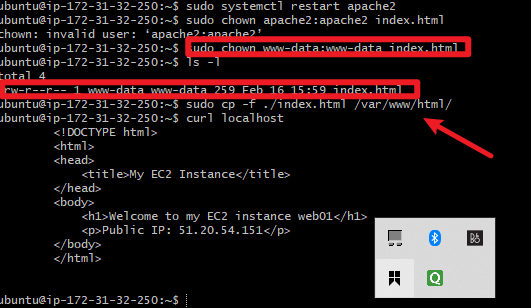 ubuntu@ip-172-31-32-250:~$ sudo systemctl restart apache2
ubuntu@ip-172-31-32-250:~$ sudo chown apache2:apache2 index.html
chown: invalid user: ‘apache2:apache2’
ubuntu@ip-172-31-32-250:~$ sudo chown www-data:www-data index.html
ubuntu@ip-172-31-32-250:~$ ls -l
total 4
-rw-r--r-- 1 www-data www-data 259 Feb 16 15:59 index.html
ubuntu@ip-172-31-32-250:~$ sudo cp -f ./index.html /var/www/html/
ubuntu@ip-172-31-32-250:~$ curl localhost
<!DOCTYPE html>
<html>
<head>
<title>My EC2 Instance</title>
</head>
<body>
<h1>Welcome to my EC2 instance web01</h1>
<p>Public IP: 51.20.54.151</p>
</body>
</html>
ubuntu@ip-172-31-32-250:~$